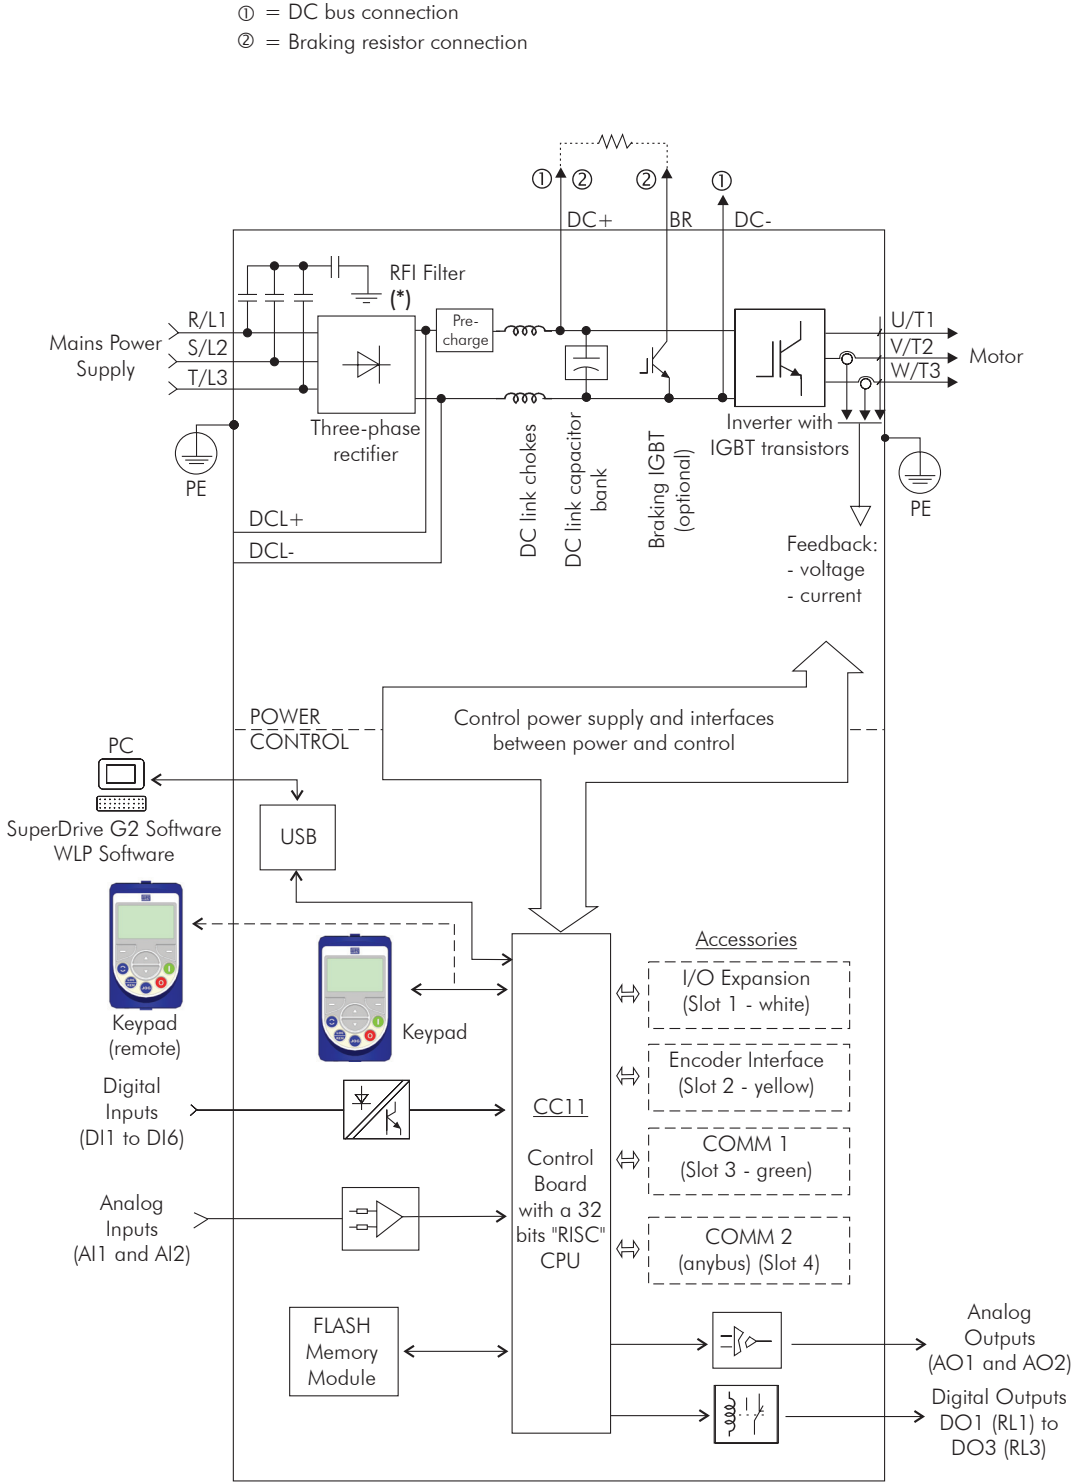 ① = DC bus connection
② = Braking resistor connection
① ② ② ①
DC+ BR DC-
RFI Filter
(*)
Mains Power
Supply
R/L1
S/L2
T/L3
Pre-
charge
U/T1
V/T2
W/T3
Motor
Three-phase
rectifier
Inverter with
IGBT transistors
PE
PE
DC link chokes
DC link capacitor
bank
Braking IGBT
(optional)
DCL+
DCL-
Feedback:
- voltage
- current
POWER
CONTROL
Control power supply and interfaces
between power and control
PC
SuperDrive G2 Software
WLP Software
USB
Keypad
(remote)
Keypad
Accessories
I/O Expansion
(Slot 1 - white)
Encoder Interface
(Slot 2 - yellow)
COMM 1
(Slot 3 - green)
COMM 2
(anybus) (Slot 4)
Digital
Inputs
(DI1 to DI6)
CC11
Control
Board
with a 32
bits "RISC"
CPU
Analog
Inputs
(AI1 and AI2)
FLASH
Memory
Module
Analog
Outputs
(AO1 and AO2)
Digital Outputs
DO1 (RL1) to
DO3 (RL3)